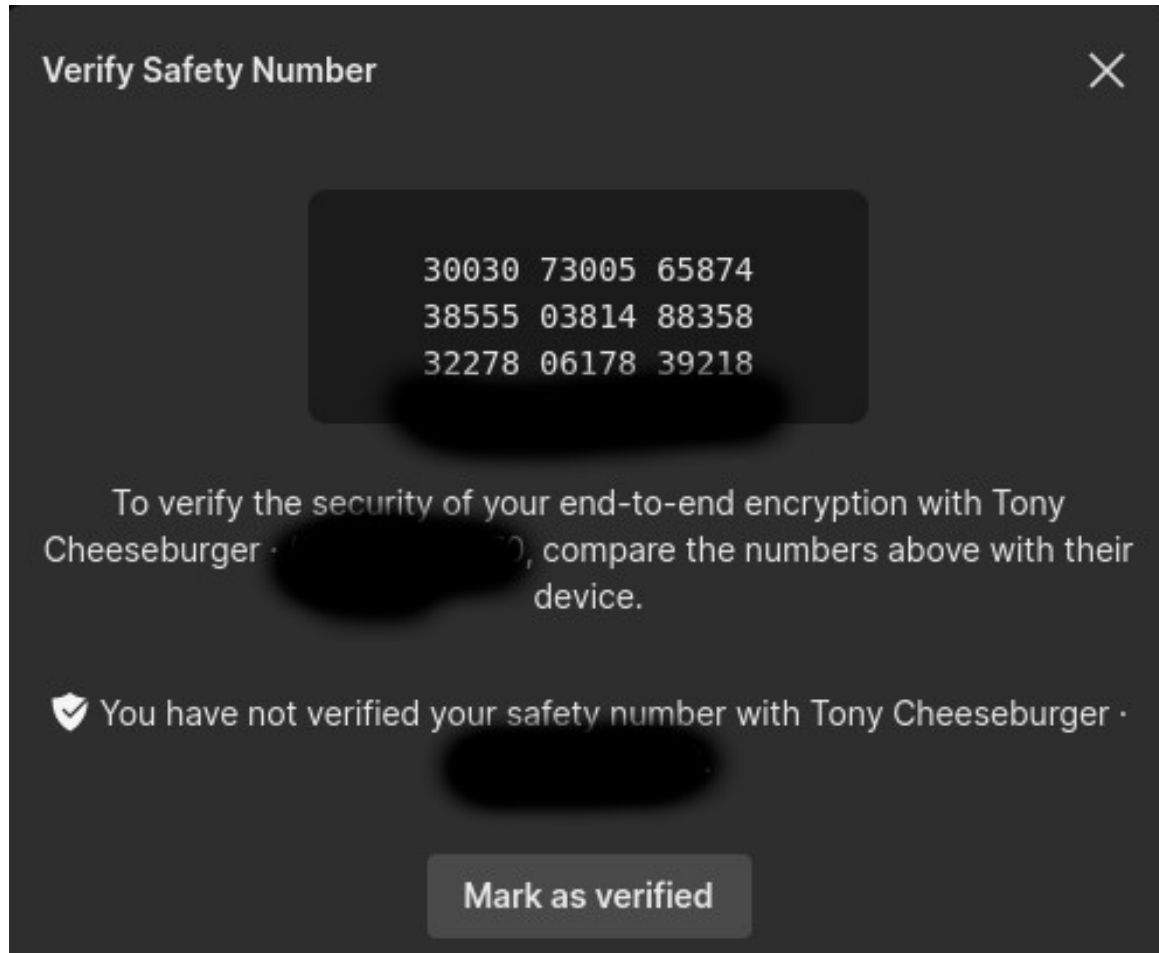 Verify Safety Number
30030 73005 65874
38555 03814 88358
32278 06178 39218
To verify the security of your end-to-end encryption with Tony
Cheeseburger · , compare the numbers above with their
device.
You have not verified your safety number with Tony Cheeseburger ·
Mark as verified